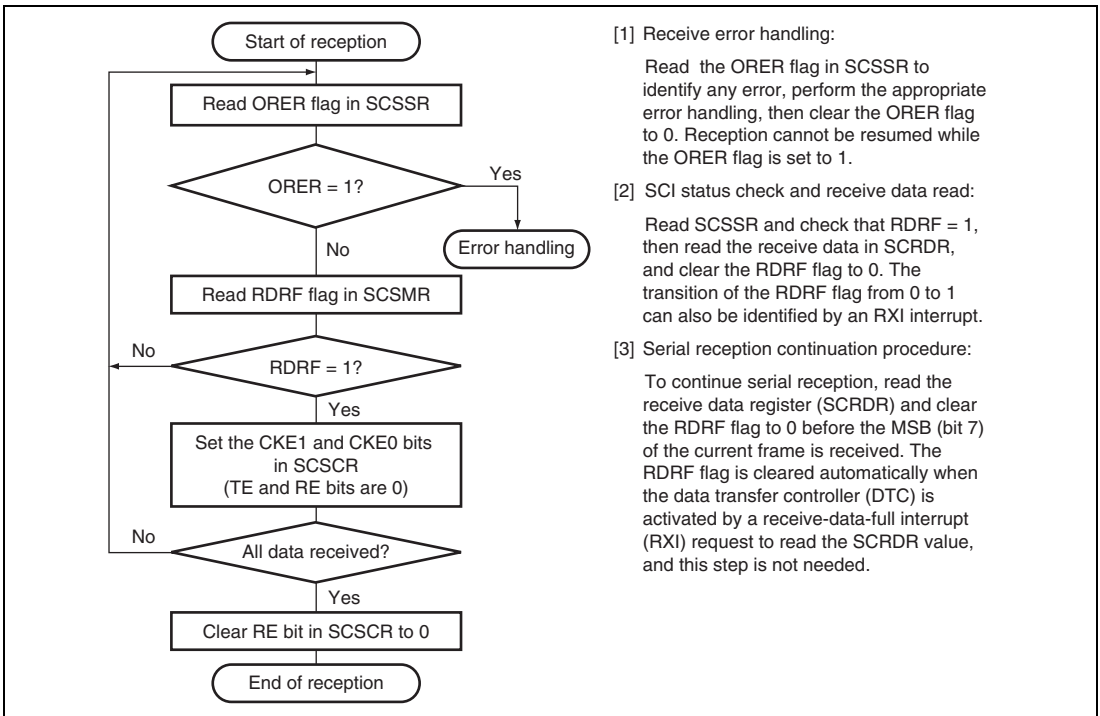 Start of reception
Read ORER flag in SCSSR
ORER = 1?
Yes
Error handling
No
Read RDRF flag in SCSMR
No
RDRF = 1?
Yes
Set the CKE1 and CKE0 bits
in SCSCR
(TE and RE bits are 0)
No
All data received?
Yes
Clear RE bit in SCSCR to 0
End of reception
[1] Receive error handling:
Read the ORER flag in SCSSR to
identify any error, perform the appropriate
error handling, then clear the ORER flag
to 0. Reception cannot be resumed while
the ORER flag is set to 1.
[2] SCI status check and receive data read:
Read SCSSR and check that RDRF = 1,
then read the receive data in SCRDR,
and clear the RDRF flag to 0. The
transition of the RDRF flag from 0 to 1
can also be identified by an RXI interrupt.
[3] Serial reception continuation procedure:
To continue serial reception, read the
receive data register (SCRDR) and clear
the RDRF flag to 0 before the MSB (bit 7)
of the current frame is received. The
RDRF flag is cleared automatically when
the data transfer controller (DTC) is
activated by a receive-data-full interrupt
(RXI) request to read the SCRDR value,
and this step is not needed.